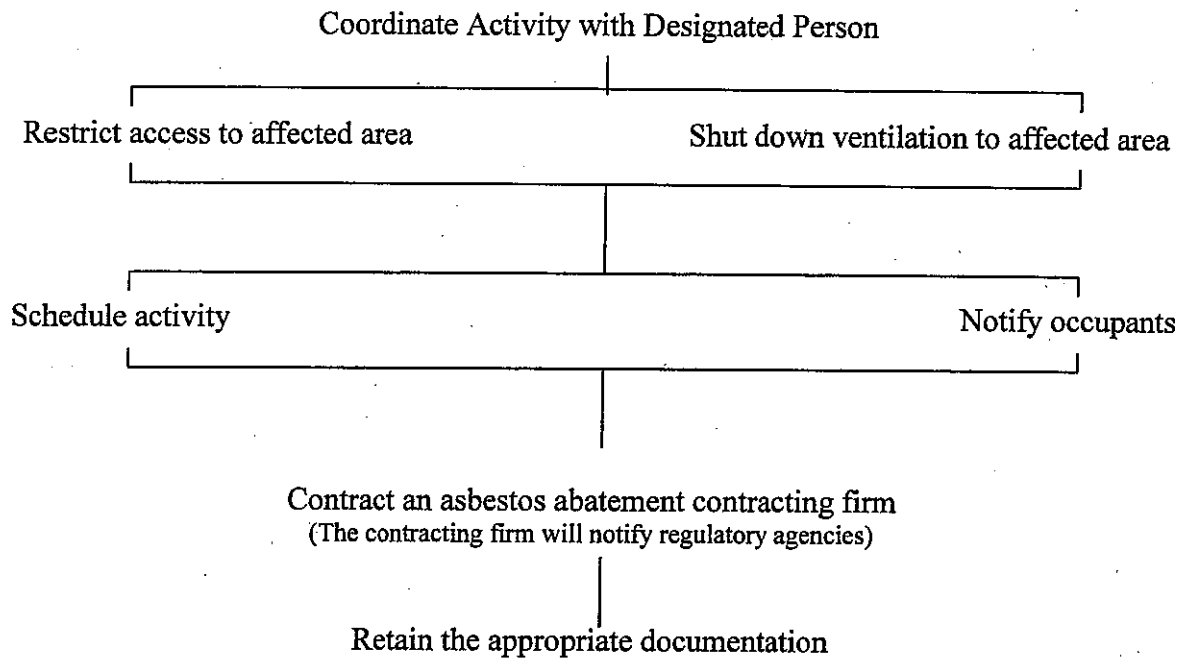 Coordinate Activity with Designated Person
Restrict access to affected area
Shut down ventilation to affected area
Schedule activity
Notify occupants
Contract an asbestos abatement contracting firm
(The contracting firm will notify regulatory agencies)
Retain the appropriate documentation